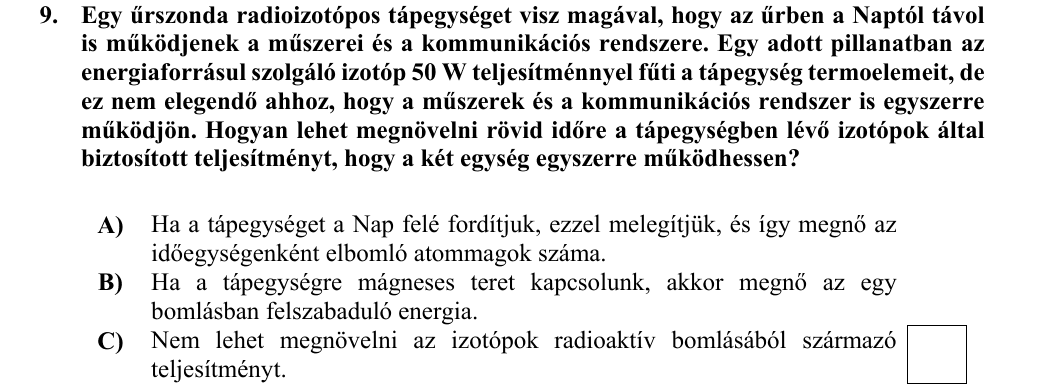 9. Egy űrszonda radioizotópos tápegységet visz magával, hogy az űrben a Naptól távol
is működjenek a műszerei és a kommunikációs rendszere. Egy adott pillanatban az
energiaforrásul szolgáló izotóp 50 W teljesítménnyel fűti a tápegység termoelemeit, de
ez nem elegendő ahhoz, hogy a műszerek és a kommunikációs rendszer is egyszerre
működjön. Hogyan lehet megnövelni rövid időre a tápegységben lévő izotópok által
biztosított teljesítményt, hogy a két egység egyszerre működhessen?
A) Ha a tápegységet a Nap felé fordítjuk, ezzel melegítjük, és így megnő az
időegységenként elbomló atommagok száma.
B) Ha a tápegységre mágneses teret kapcsolunk, akkor megnő az egy
bomlásban felszabaduló energia.
C) Nem lehet megnövelni az izotópok radioaktív bomlásából származó
teljesítményt.